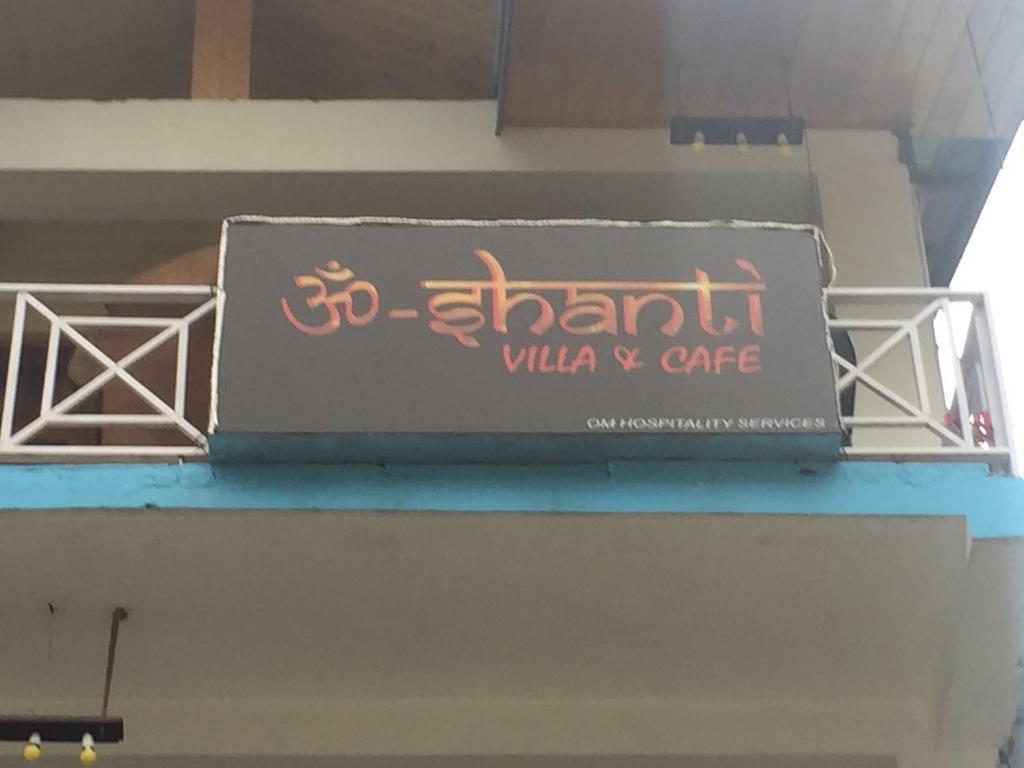 ॐ-shanti
VILLA & CAFE
OM HOSPITALITY SERVICES